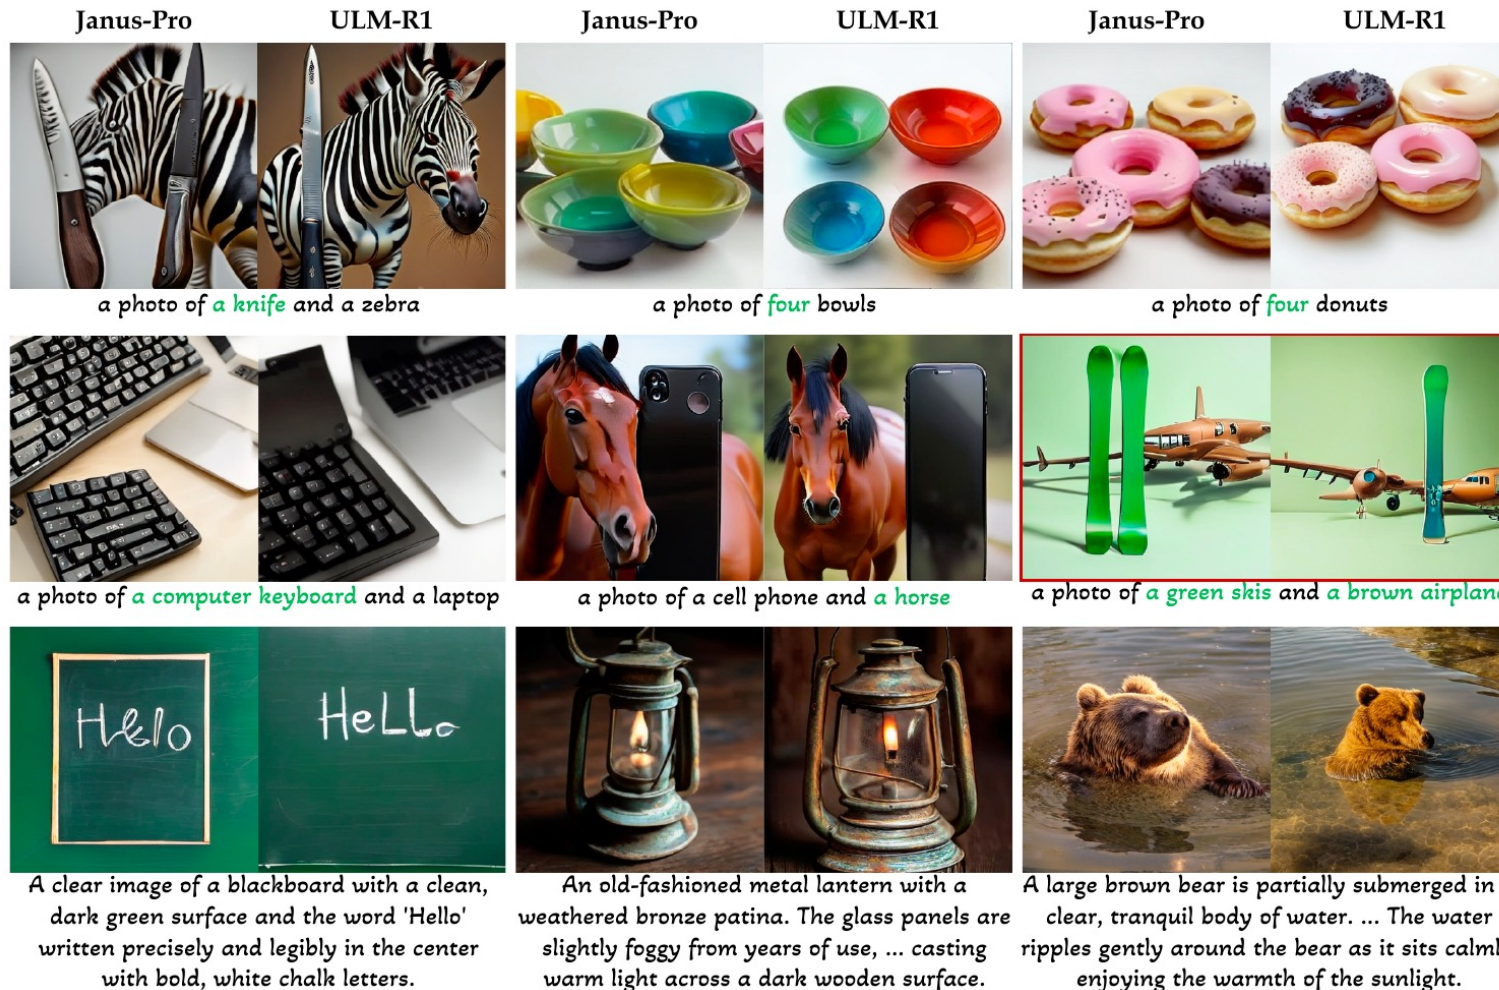 Janus-Pro ULM-R1 Janus-Pro ULM-R1 Janus-Pro ULM-R1
a photo of a knife and a zebra
a photo of four bowls
a photo of four donuts
a photo of a computer keyboard and a laptop
a photo of a cell phone and a horse
a photo of a green skis and a brown airplane
Hello
HeLLo
A clear image of a blackboard with a clean,
dark green surface and the word 'Hello'
written precisely and legibly in the center
with bold, white chalk letters.
An old-fashioned metal lantern with a
weathered bronze patina. The glass panels are
slightly foggy from years of use, ... casting
warm light across a dark wooden surface.
A large brown bear is partially submerged in
clear, tranquil body of water. ... The water
ripples gently around the bear as it sits calml
enjoying the warmth of the sunlight.